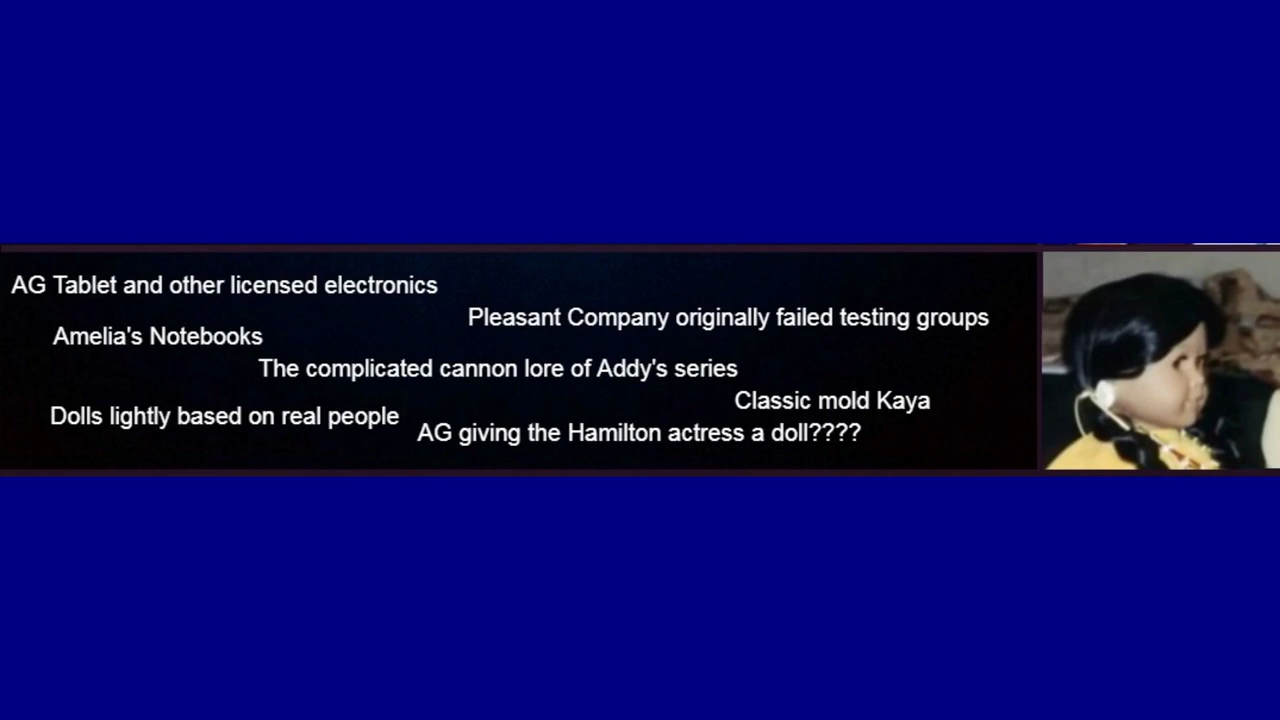 AG Tablet and other licensed electronics
Pleasant Company originally failed testing groups
Amelia's Notebooks
The complicated cannon lore of Addy's series
Classic mold Kaya
Dolls lightly based on real people
AG giving the Hamilton actress a doll????